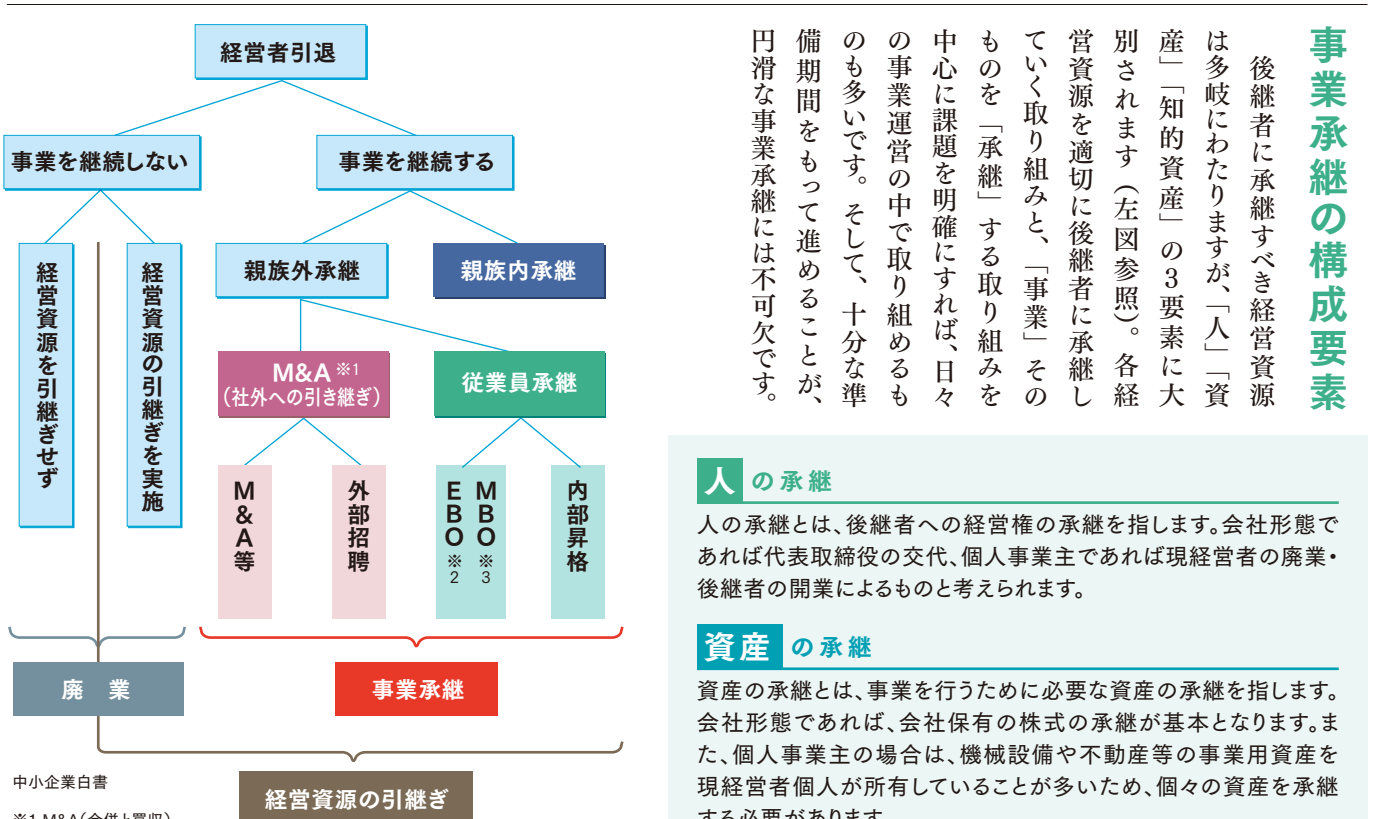 事業承継の構成要素
後継者に承継すべき経営資源
は多岐にわたりますが、「人」「資
産」「知的資産」の3要素に大
別されます（左図参照）。各経
営資源を適切に後継者に承継し
ていく取り組みと、「事業」その
ものを「承継」する取り組みを
中心に課題を明確にすれば、日々
の事業運営の中で取り組めるも
のも多いです。そして、十分な準
備期間をもって進めることが、
円滑な事業承継には不可欠です。
経営者引退
事業を継続しない
事業を継続する
経営資源を引継ぎせず
経営資源の引継ぎを実施
親族外承継
親族内承継
M&A※1
（社外への引き継ぎ）
従業員承継
M&A等
外部招聘
MBO※3
EBO※2
内部昇格
廃 業
事業承継
経営資源の引継ぎ
中小企業白書
※1 M&A（合併と買収）
人の承継
人の承継とは、後継者への経営権の承継を指します。会社形態で
あれば代表取締役の交代、個人事業主であれば現経営者の廃業・
後継者の開業によるものと考えられます。
資産の承継
資産の承継とは、事業を行うために必要な資産の承継を指します。
会社形態であれば、会社保有の株式の承継が基本となります。ま
た、個人事業主の場合は、機械設備や不動産等の事業用資産を
現経営者個人が所有していることが多いため、個々の資産を承継
する必要があります。